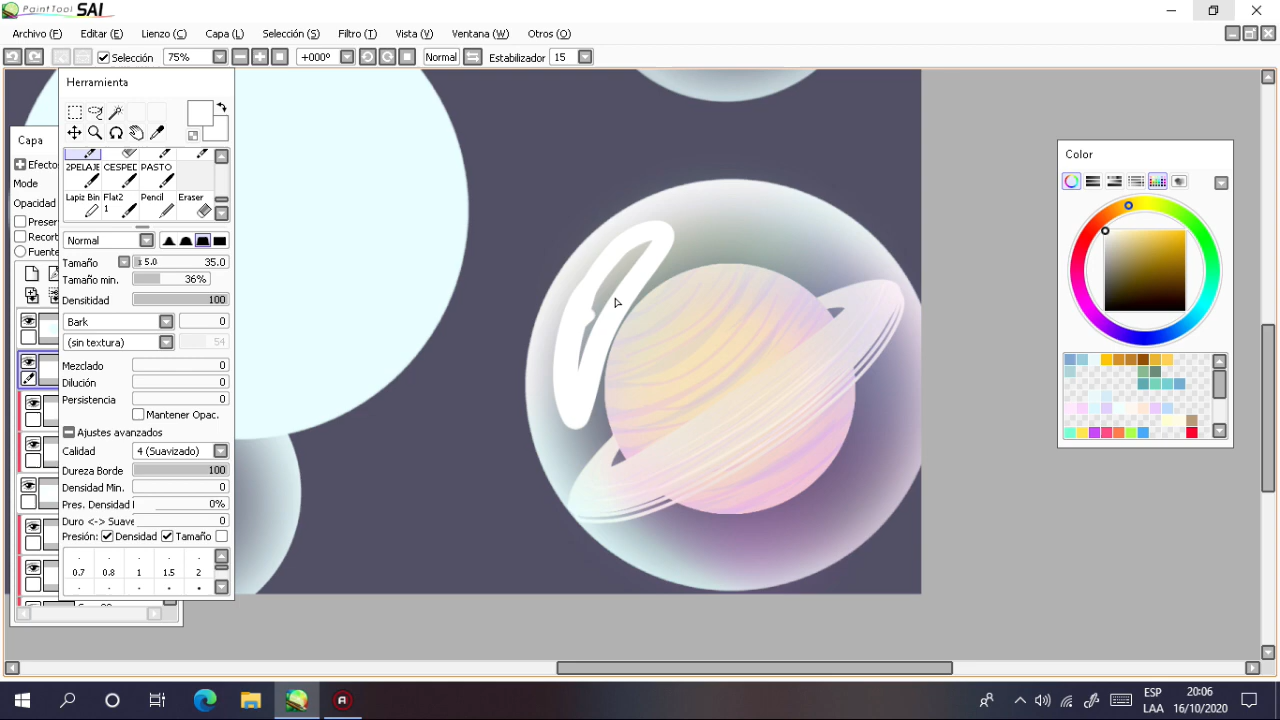 PaintTool SAI
Archivo (F) Editar (E) Lienzo (C) Capa (L) Selección (S) Filtro (T) Vista (V) Ventana (W) Otros (O)
Selección 75% +000º Normal Estabilizador 15
Herramienta
Capa
Efecto
Mode
Opacidad
Preser
Recort
Fuente
2PELAJE CESPED PASTO
Lapiz Bin Flat2 Pencil Eraser
1
Normal
Tamaño x 5.0 35.0
Tamaño min. 36%
Densitidad 100
Bark 0
(sin textura) 54
Mezclado 0
Dilución 0
Persistencia 0
Mantener Opac.
Ajustes avanzados
Calidad 4 (Suavizado)
Dureza Borde 100
Densidad Min. 0
Pres. Densidad 0%
Duro <-> Suave 0
Presión: Densidad Tamaño
0.7 0.8 1 1.5 2
Color
ESP
LAA
20:06
16/10/2020